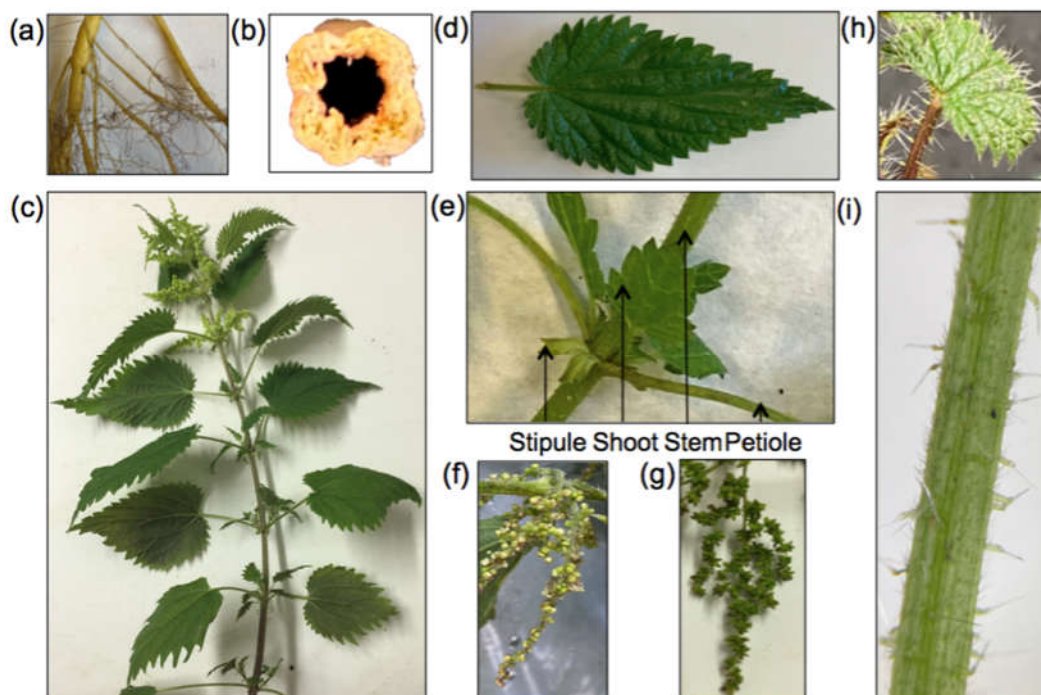 (a)
(b)
(d)
(h)
(c)
(e)
(i)
Stipule Shoot Stem Petiole
(f)
(g)